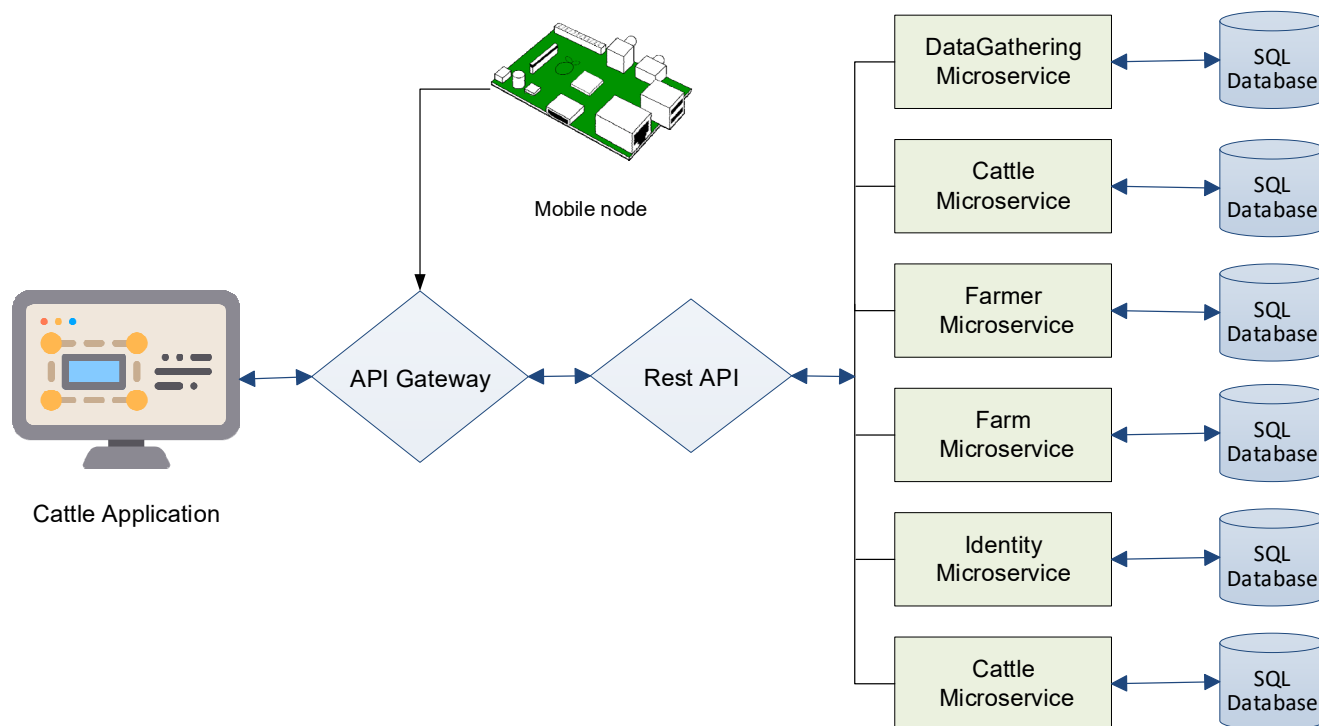 DataGathering
Microservice
SQL
Database
Cattle
Microservice
SQL
Database
Mobile node
Farmer
Microservice
SQL
Database
API Gateway
Rest API
Farm
Microservice
SQL
Database
Cattle Application
Identity
Microservice
SQL
Database
Cattle
Microservice
SQL
Database